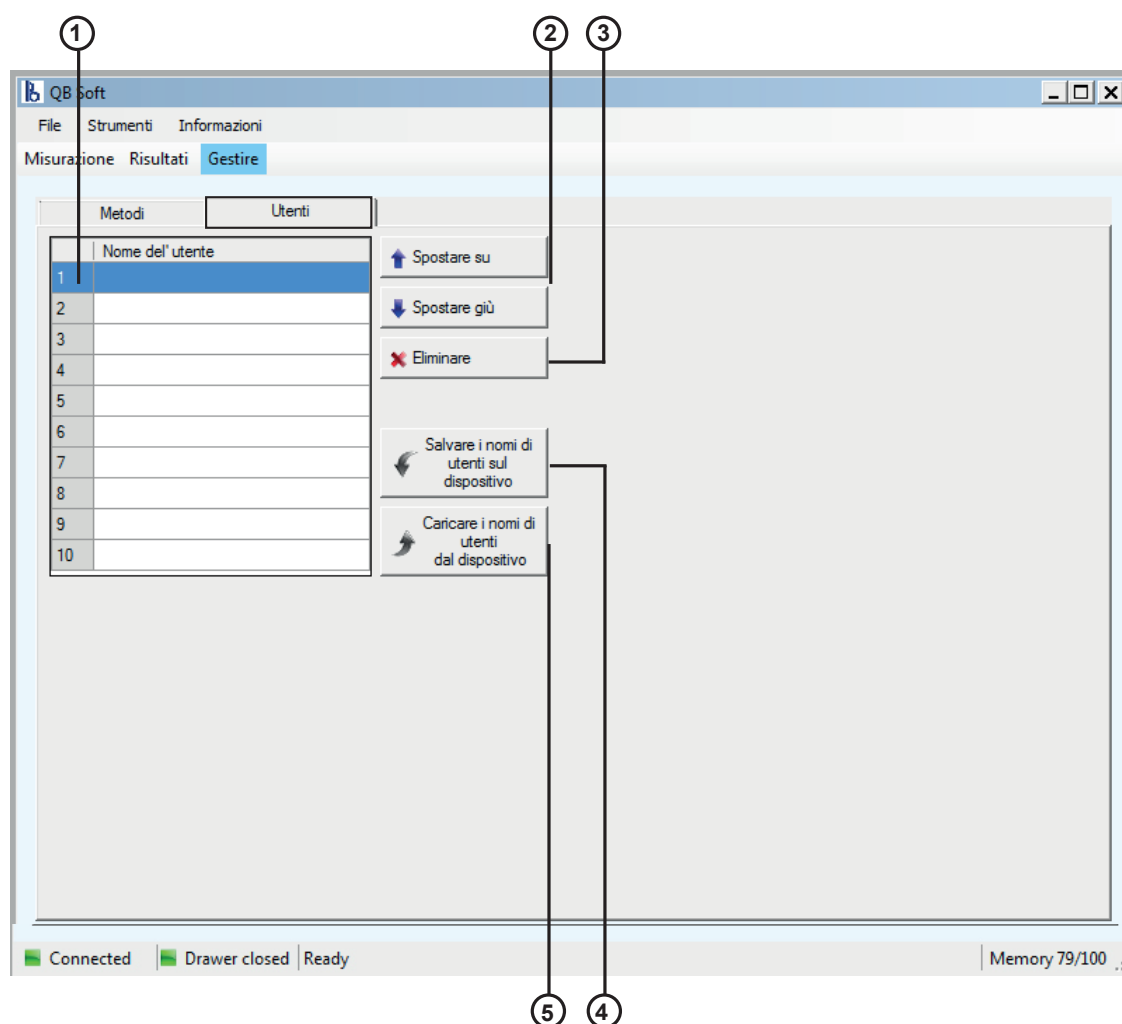 1 2 3
QB Soft
File Strumenti Informazioni
Misurazione Risultati Gestire
Metodi Utenti
Nome del' utente
1
2
3
4
5
6
7
8
9
10
Spostare su
Spostare giù
Eliminare
Salvare i nomi di
utenti sul
dispositivo
Caricare i nomi di
utenti
dal dispositivo
Connected Drawer closed Ready Memory 79/100
5 4